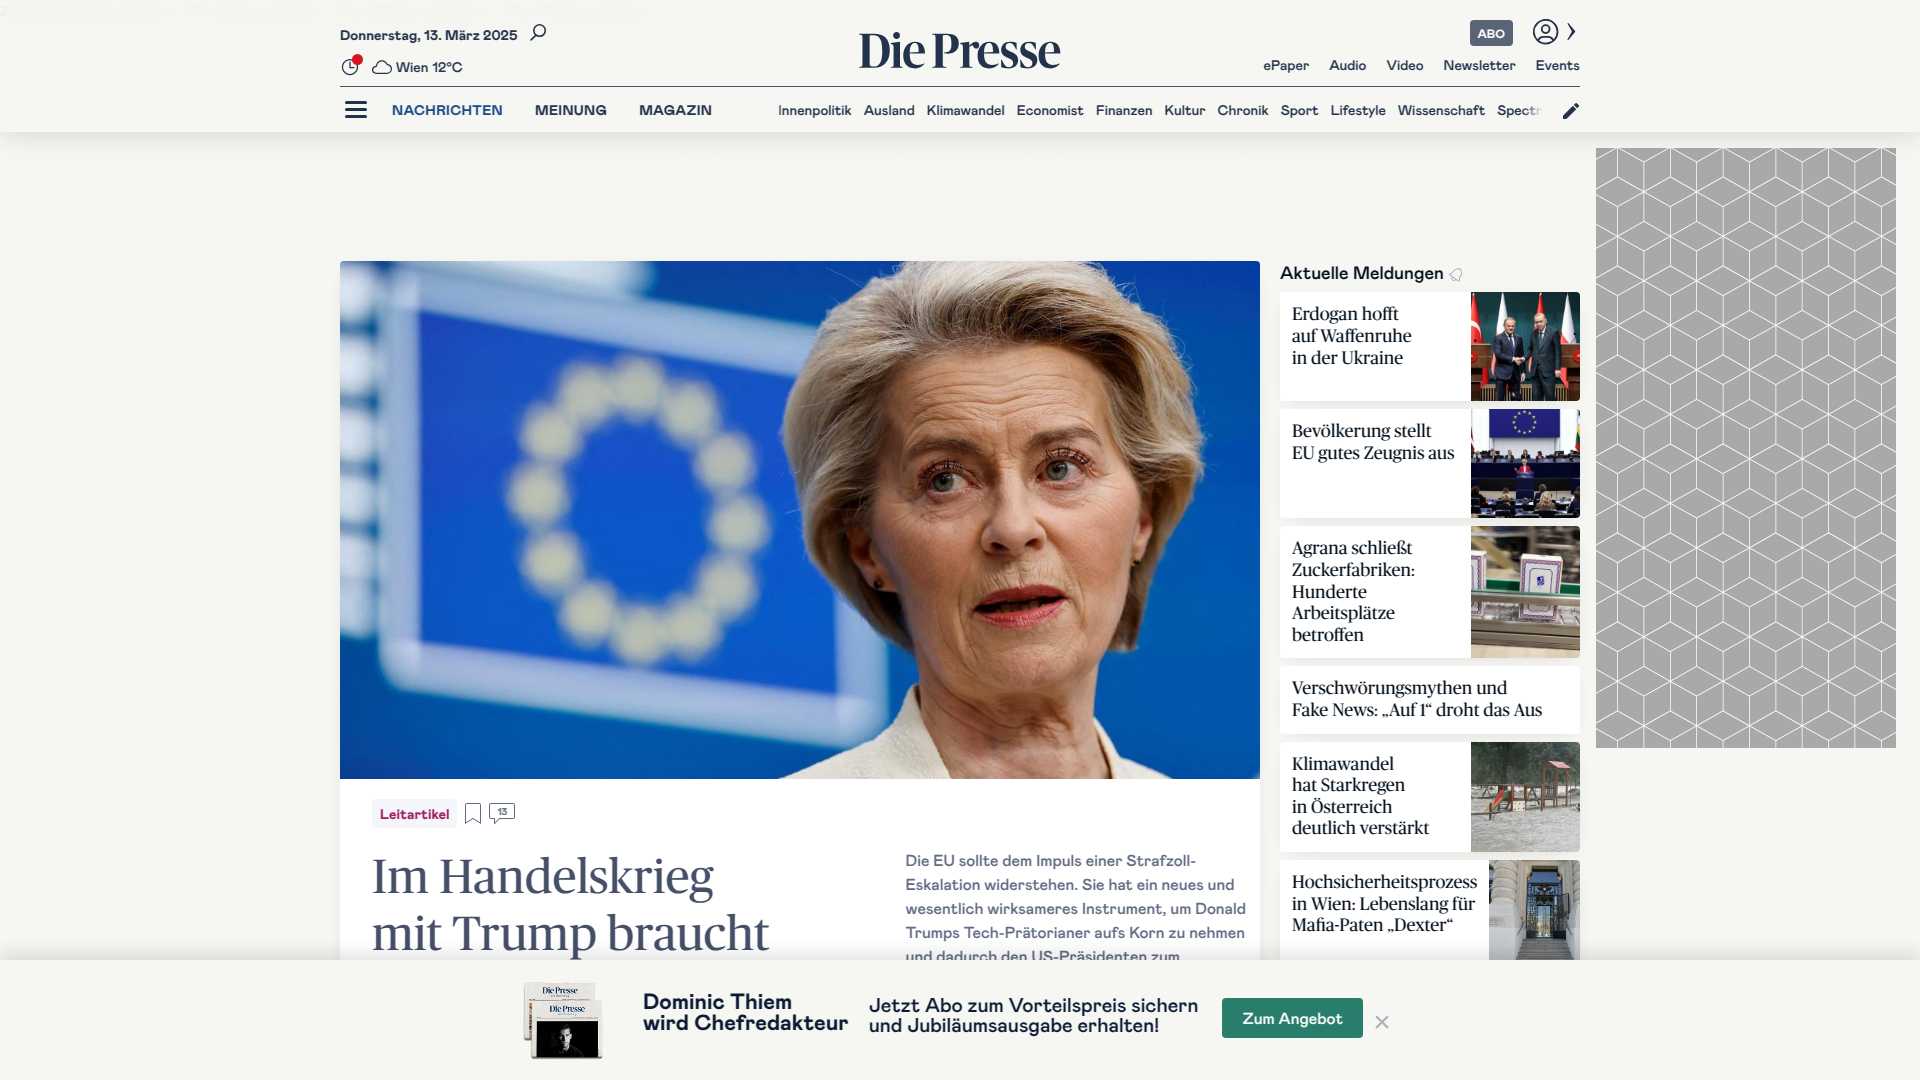 Donnerstag, 13. März 2025
Wien 12°C
Die Presse
ABO
ePaper Audio Video Newsletter Events
NACHRICHTEN MEINUNG MAGAZIN
Innenpolitik Ausland Klimawandel Economist Finanzen Kultur Chronik Sport Lifestyle Wissenschaft Spectr
Leitartikel
13
Im Handelskrieg
mit Trump braucht
Die EU sollte dem Impuls einer Strafzoll-
Eskalation widerstehen. Sie hat ein neues und
wesentlich wirksameres Instrument, um Donald
Trumps Tech-Prätorianer aufs Korn zu nehmen
und dadurch den US-Präsidenten zum
Aktuelle Meldungen
Erdogan hofft
auf Waffenruhe
in der Ukraine
Bevölkerung stellt
EU gutes Zeugnis aus
Agrana schließt
Zuckerfabriken:
Hunderte
Arbeitsplätze
betroffen
Verschwörungsmythen und
Fake News: „Auf 1“ droht das Aus
Klimawandel
hat Starkregen
in Österreich
deutlich verstärkt
Hochsicherheitsprozess
in Wien: Lebenslang für
Mafia-Paten „Dexter“
Die Presse
Die Presse
Dominic Thiem
wird Chefredakteur
Jetzt Abo zum Vorteilspreis sichern
und Jubiläumsausgabe erhalten!
Zum Angebot